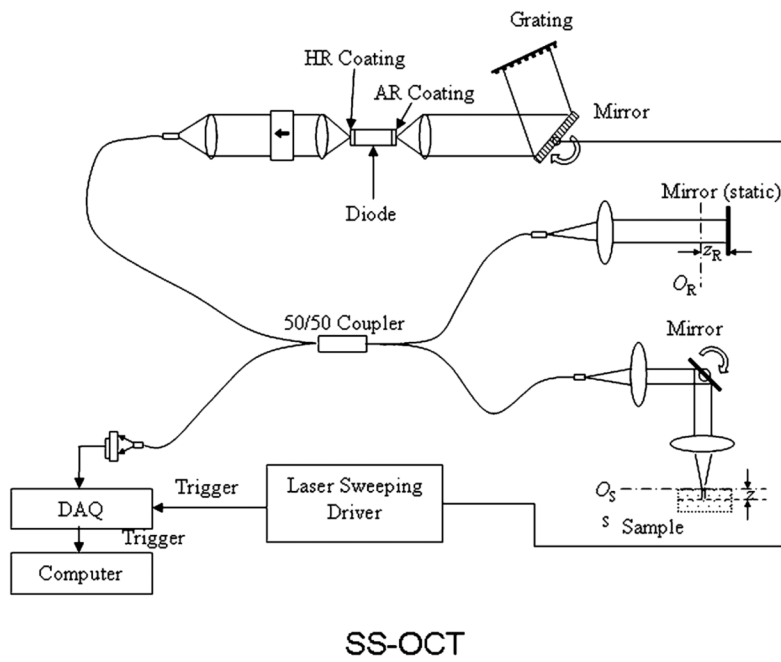 Grating
HR Coating
AR Coating
Mirror
Diode
Mirror (static)
zR
OR
50/50 Coupler
Mirror
Trigger
Laser Sweeping
Driver
OS
z
S
Sample
DAQ
Trigger
Computer
SS-OCT